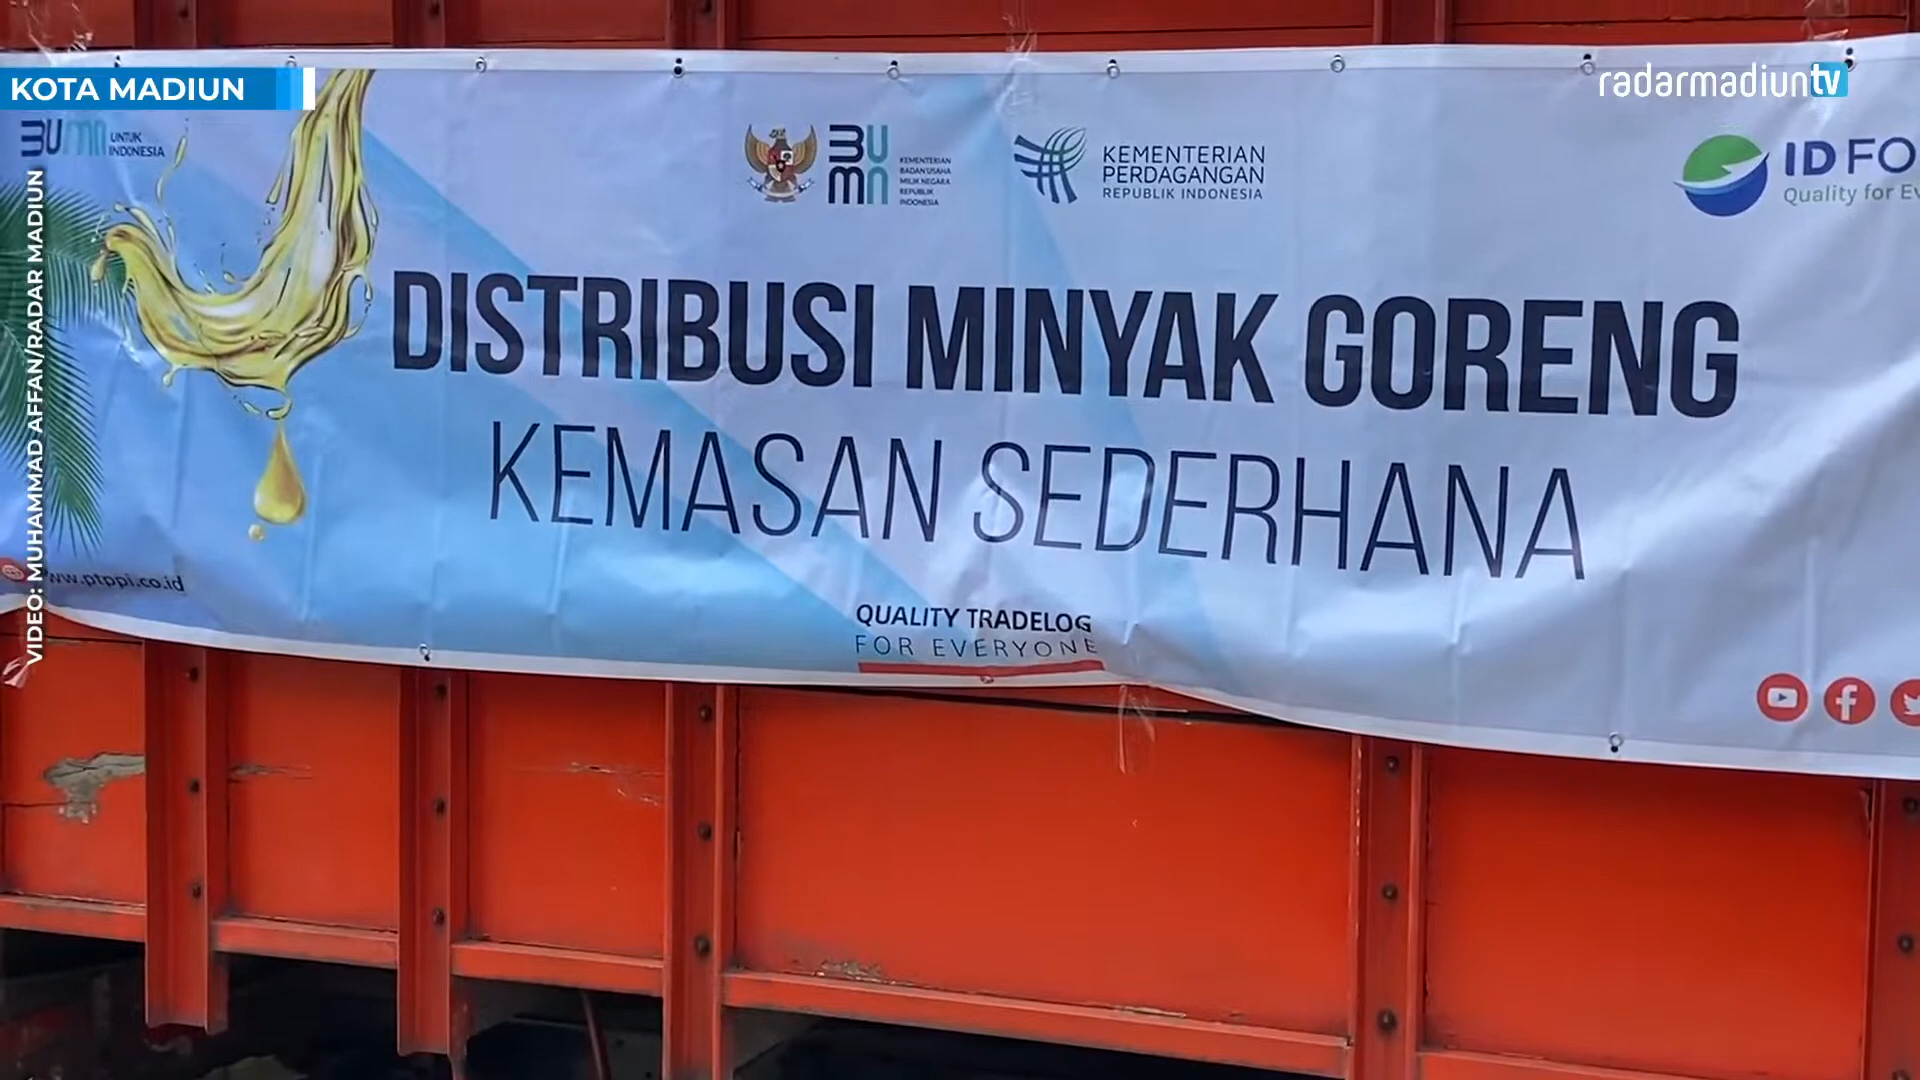 KOTA MADIUN
radarmadiuntv
BUMN UNTUK
INDONESIA
BUMN
KEMENTERIAN
BADAN USAHA
MILIK NEGARA
REPUBLIK
INDONESIA
KEMENTERIAN
PERDAGANGAN
REPUBLIK INDONESIA
ID FO
Quality for Ev
DISTRIBUSI MINYAK GORENG
KEMASAN SEDERHANA
www.ptppi.co.id
QUALITY TRADELOG
FOR EVERYONE
VIDEO: MUHAMMAD AFFAN/RADAR MADIUN